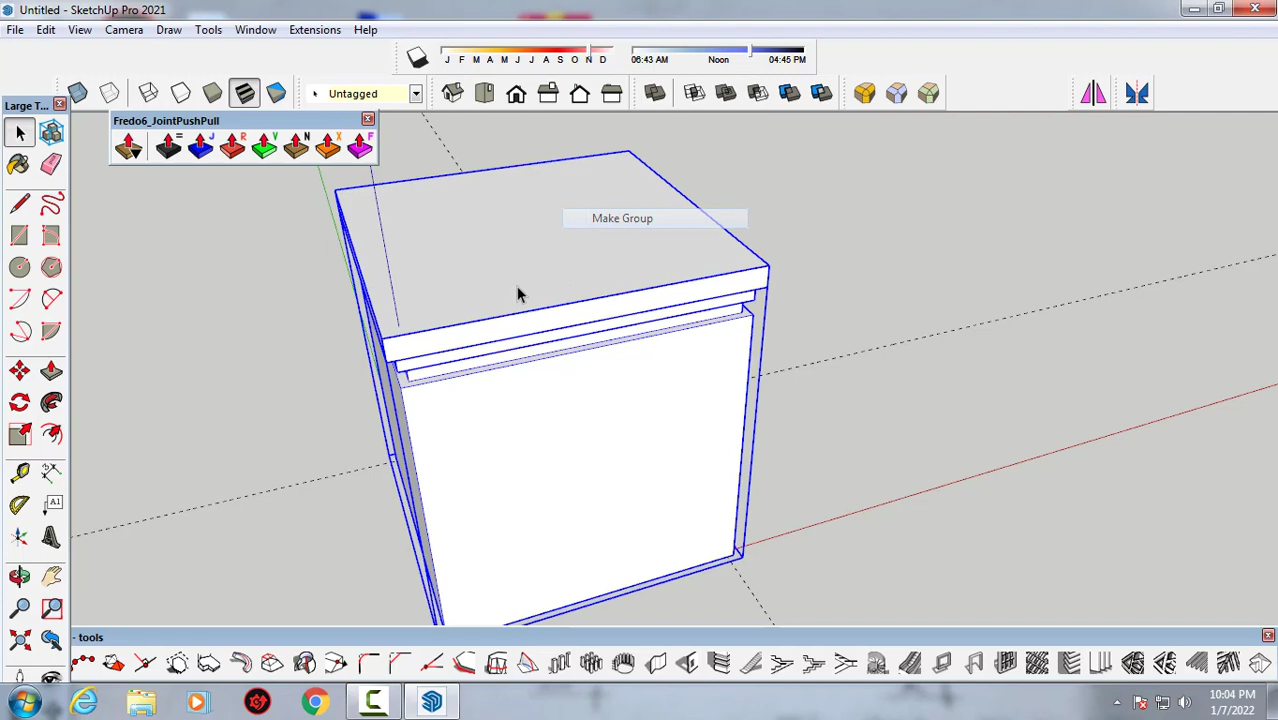 Untitled - SketchUp Pro 2021
File Edit View Camera Draw Tools Window Extensions Help
J F M A M J J A S O N D
06:43 AM Noon 04:45 PM
Large T...
Untagged
Fredo6_JointPushPull
= J R V N X F
Make Group
A1
- tools
10:04 PM
1/7/2022